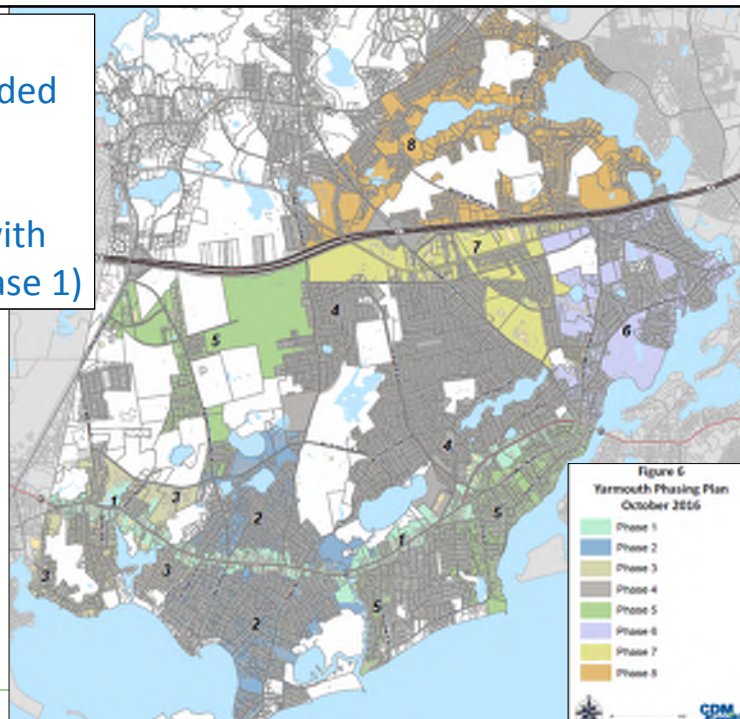 ded
with
ase 1)
8
7
4
5
6
4
1
3
2
5
1
3
3
5
2
Figure 6
Yarmouth Phasing Plan
October 2016
Phase 1
Phase 2
Phase 3
Phase 4
Phase 5
Phase 6
Phase 7
Phase 8
CDM